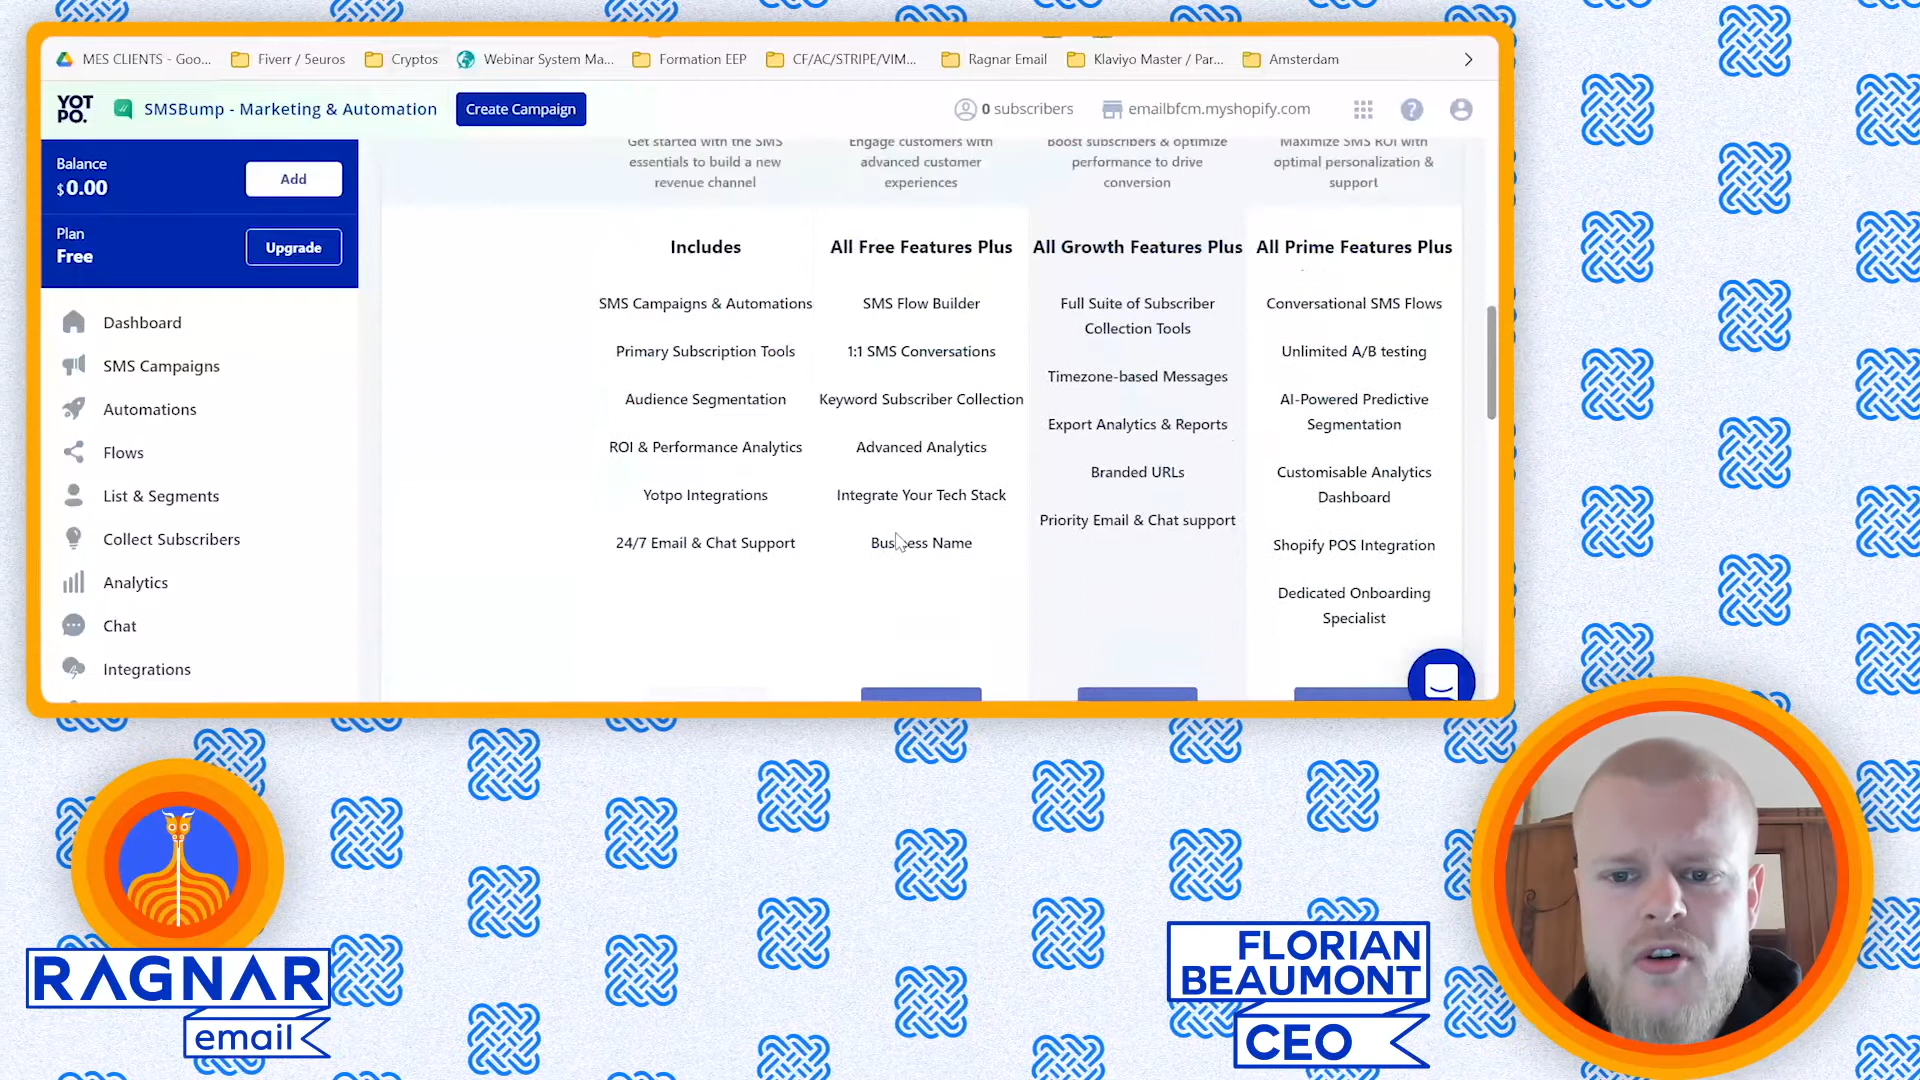 MES CLIENTS - Goo...
Fiverr / 5euros
Cryptos
Webinar System Ma...
Formation EEP
CF/AC/STRIPE/VIM...
Ragnar Email
Klaviyo Master / Par...
Amsterdam
YOTPO.
SMSBump - Marketing & Automation
Create Campaign
0 subscribers
emailbfcm.myshopify.com
Balance
$0.00
Add
Plan
Free
Upgrade
Dashboard
SMS Campaigns
Automations
Flows
List & Segments
Collect Subscribers
Analytics
Chat
Integrations
Get started with the SMS
essentials to build a new
revenue channel
Includes
SMS Campaigns & Automations
Primary Subscription Tools
Audience Segmentation
ROI & Performance Analytics
Yotpo Integrations
24/7 Email & Chat Support
Engage customers with
advanced customer
experiences
All Free Features Plus
SMS Flow Builder
1:1 SMS Conversations
Keyword Subscriber Collection
Advanced Analytics
Integrate Your Tech Stack
Business Name
Boost subscribers & optimize
performance to drive
conversion
All Growth Features Plus
Full Suite of Subscriber
Collection Tools
Timezone-based Messages
Export Analytics & Reports
Branded URLs
Priority Email & Chat support
Maximize SMS ROI with
optimal personalization &
support
All Prime Features Plus
Conversational SMS Flows
Unlimited A/B testing
AI-Powered Predictive
Segmentation
Customisable Analytics
Dashboard
Shopify POS Integration
Dedicated Onboarding
Specialist
RAGNAR
email
FLORIAN
BEAUMONT
CEO